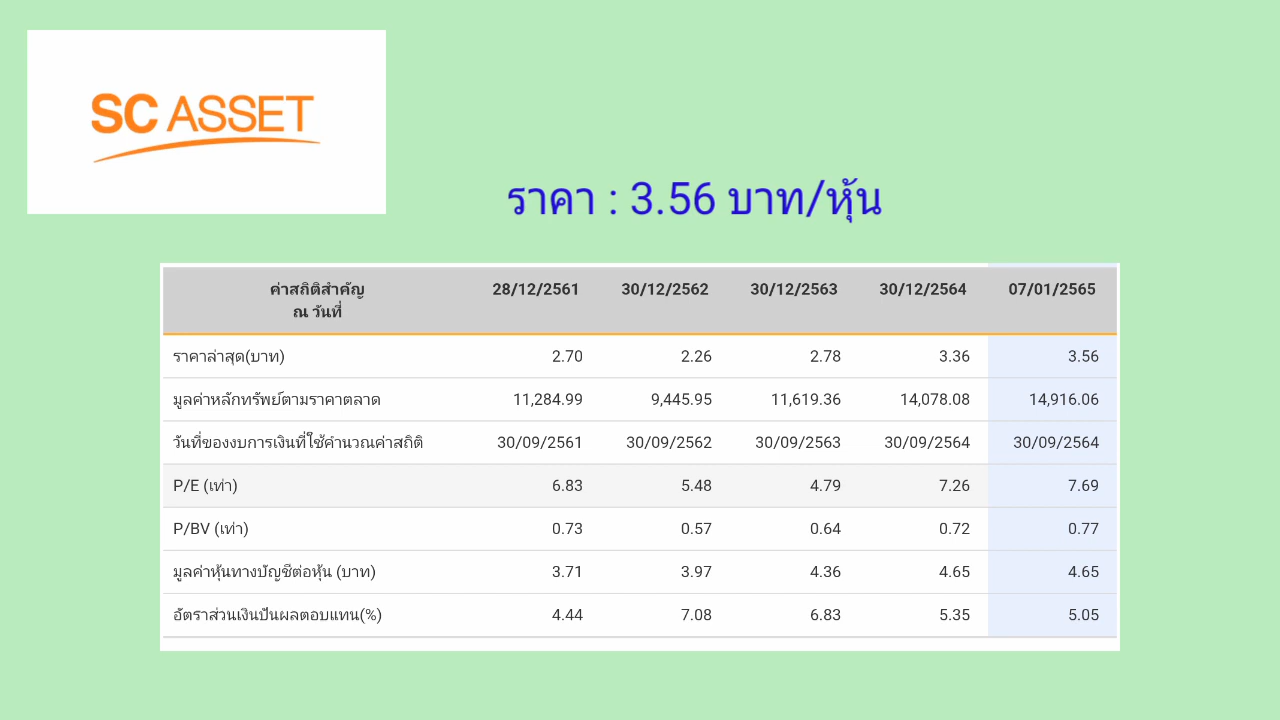 SC ASSET
ราคา : 3.56 บาท/หุ้น
ค่าสถิติสำคัญ 28/12/2561 30/12/2562 30/12/2563 30/12/2564 07/01/2565
ณ วันที่
ราคาล่าสุด(บาท) 2.70 2.26 2.78 3.36 3.56
มูลค่าหลักทรัพย์ตามราคาตลาด 11,284.99 9,445.95 11,619.36 14,078.08 14,916.06
วันที่ของงบการเงินที่ใช้คำนวณค่าสถิติ 30/09/2561 30/09/2562 30/09/2563 30/09/2564 30/09/2564
P/E (เท่า) 6.83 5.48 4.79 7.26 7.69
P/BV (เท่า) 0.73 0.57 0.64 0.72 0.77
มูลค่าหุ้นทางบัญชีต่อหุ้น (บาท) 3.71 3.97 4.36 4.65 4.65
อัตราส่วนเงินปันผลตอบแทน(%) 4.44 7.08 6.83 5.35 5.05